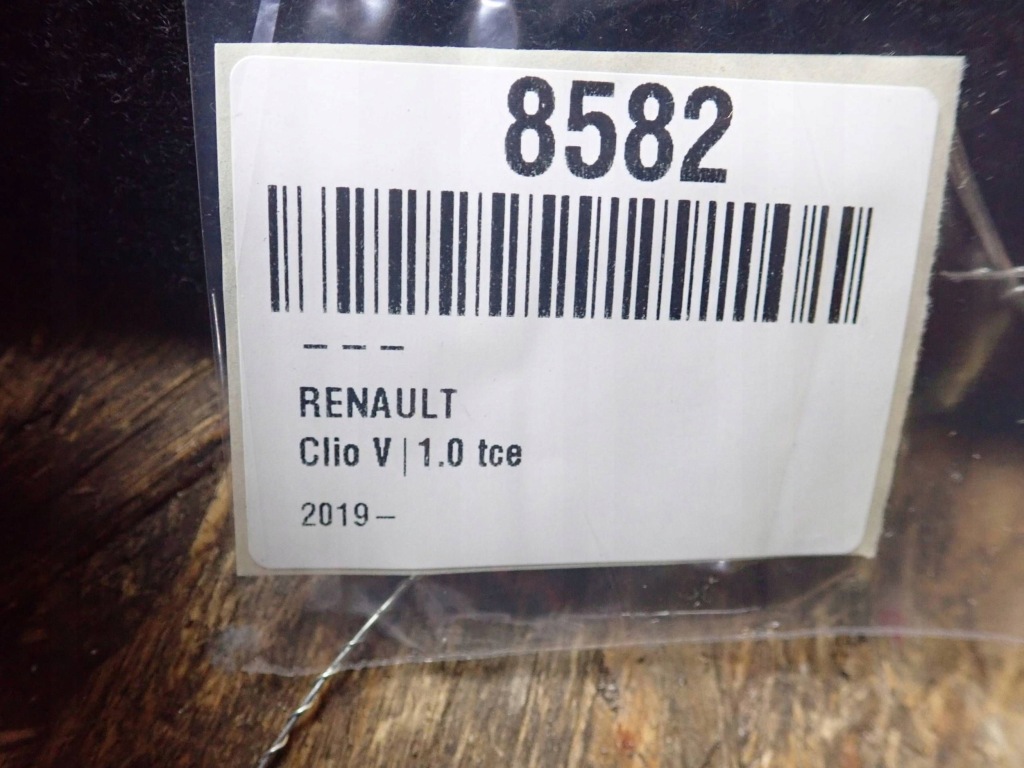 8582
– – –
RENAULT
Clio V | 1.0 tce
2019–